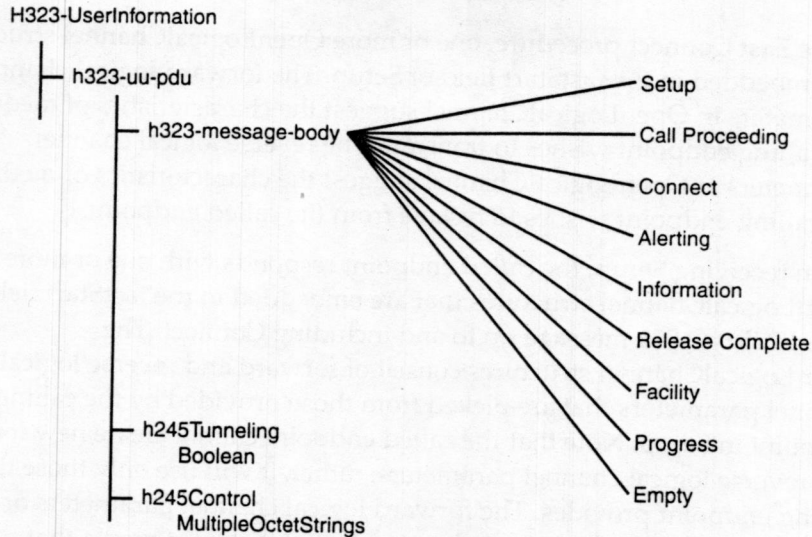 H323-UserInformation
h323-uu-pdu
h323-message-body
Setup
Call Proceeding
Connect
Alerting
Information
Release Complete
Facility
Progress
Empty
h245Tunneling
Boolean
h245Control
MultipleOctetStrings